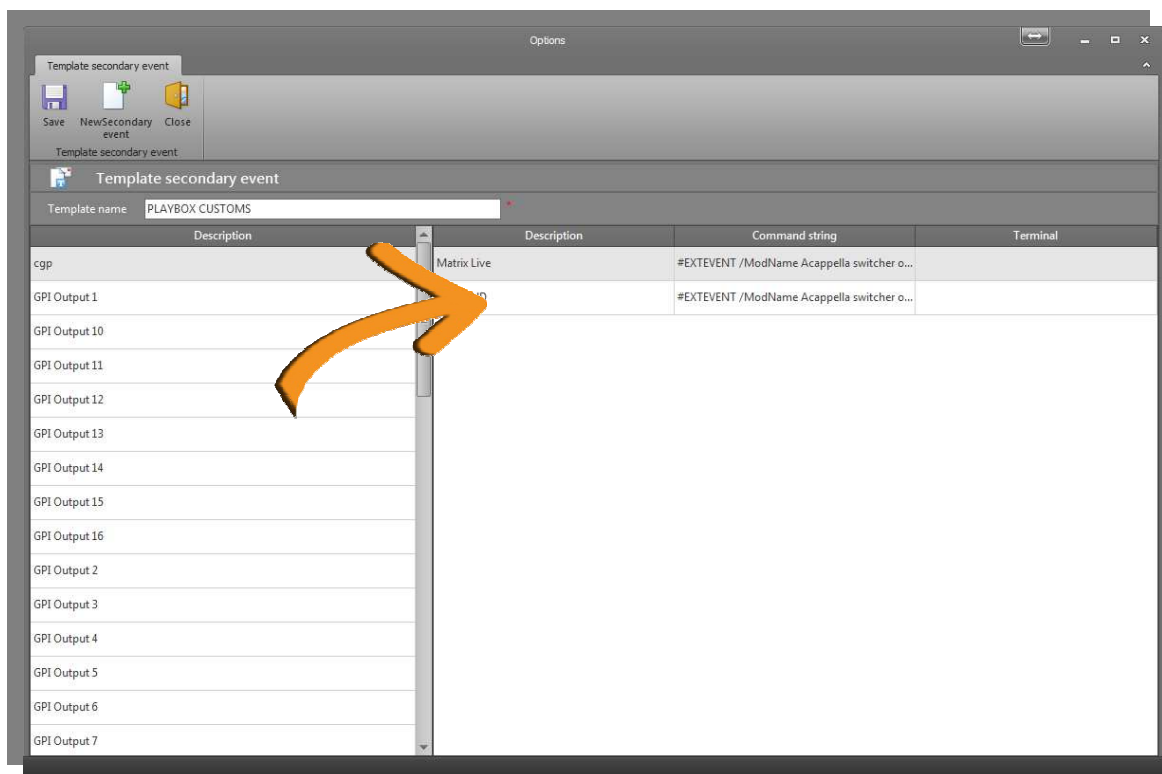 Options
Template secondary event
Save
NewSecondary
event
Close
Template secondary event
Template secondary event
Template name
PLAYBOX CUSTOMS
*
Description
Description
Command string
Terminal
cgp
Matrix Live
#EXTEVENT /ModName Acappella switcher o...
GPI Output 1
#EXTEVENT /ModName Acappella switcher o...
GPI Output 10
GPI Output 11
GPI Output 12
GPI Output 13
GPI Output 14
GPI Output 15
GPI Output 16
GPI Output 2
GPI Output 3
GPI Output 4
GPI Output 5
GPI Output 6
GPI Output 7